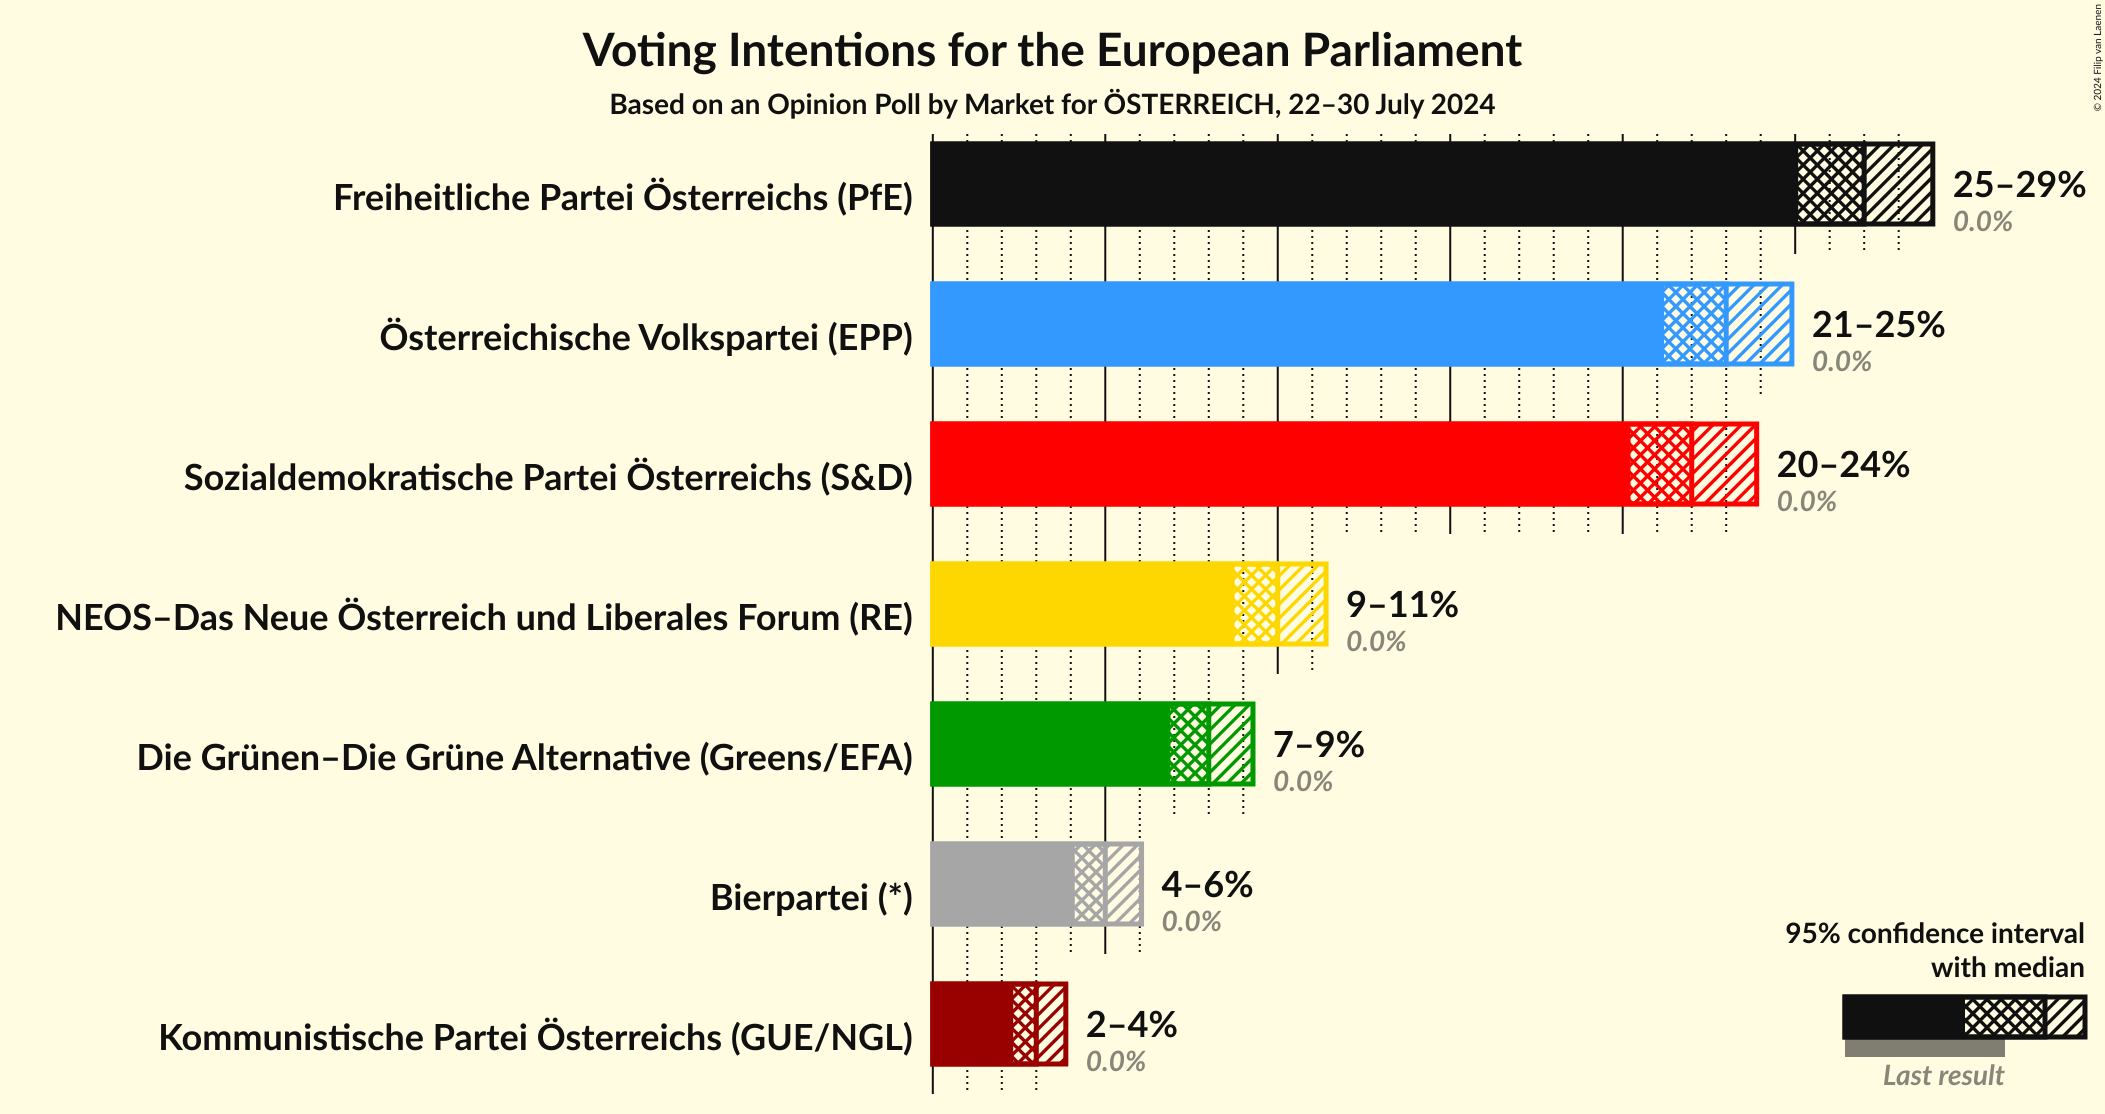 Voting Intentions for the European Parliament
Based on an Opinion Poll by Market for ÖSTERREICH, 22–30 July 2024
© 2024 Filip van Laenen
Freiheitliche Partei Österreichs (PfE)
25–29%
0.0%
Österreichische Volkspartei (EPP)
21–25%
0.0%
Sozialdemokratische Partei Österreichs (S&D)
20–24%
0.0%
NEOS–Das Neue Österreich und Liberales Forum (RE)
9–11%
0.0%
Die Grünen–Die Grüne Alternative (Greens/EFA)
7–9%
0.0%
Bierpartei (*)
4–6%
0.0%
Kommunistische Partei Österreichs (GUE/NGL)
2–4%
0.0%
95% confidence interval
with median
Last result